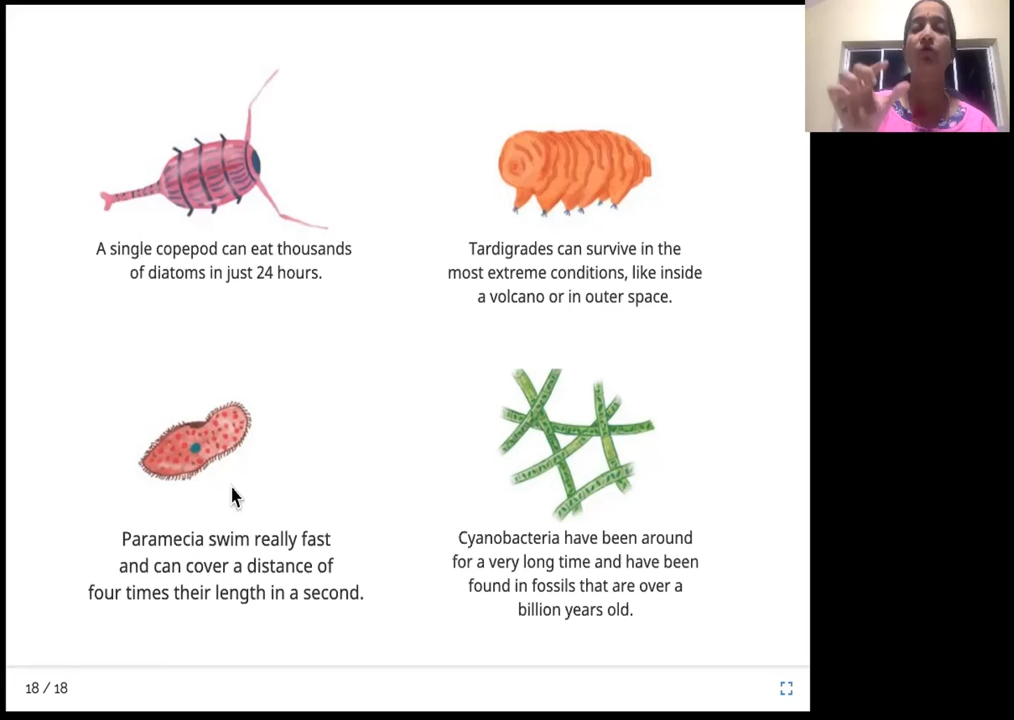 A single copepod can eat thousands
of diatoms in just 24 hours.
Tardigrades can survive in the
most extreme conditions, like inside
a volcano or in outer space.
Paramecia swim really fast
and can cover a distance of
four times their length in a second.
Cyanobacteria have been around
for a very long time and have been
found in fossils that are over a
billion years old.
18 / 18